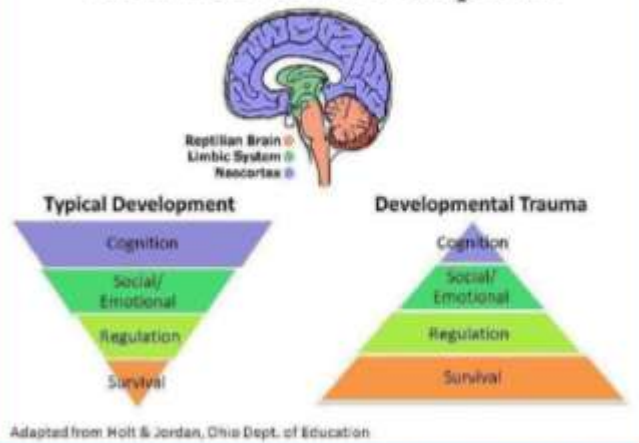 Reptilian Brain
Limbic System
Neocortex
Typical Development
Cognition
Social/
Emotional
Regulation
Survival
Developmental Trauma
Cognition
Social/
Emotional
Regulation
Survival
Adapted from Holt & Jordan, Ohio Dept. of Education